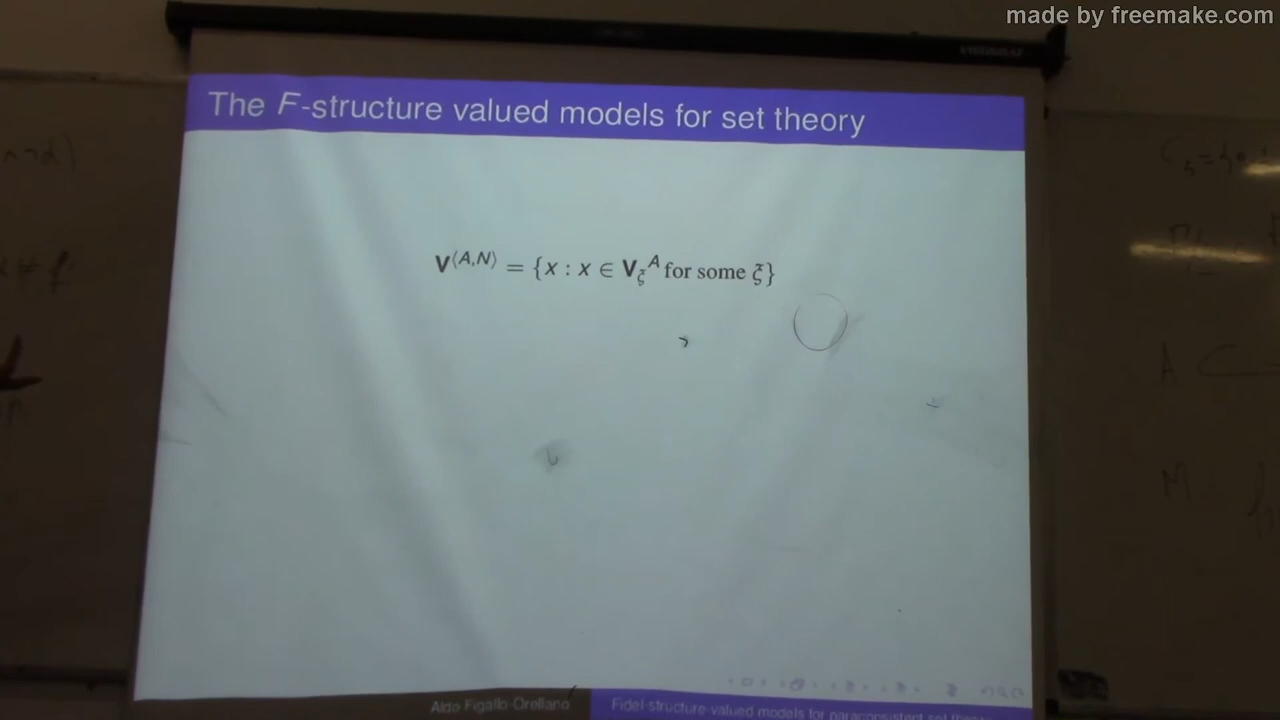 made by freemake.com
The F-structure valued models for set theory
V⟨A,N⟩ = {x : x ∈ V_ξ^A for some ξ}
Aldo Figallo-Orellano
Fidel-structure-valued models for paraconsistent set theory